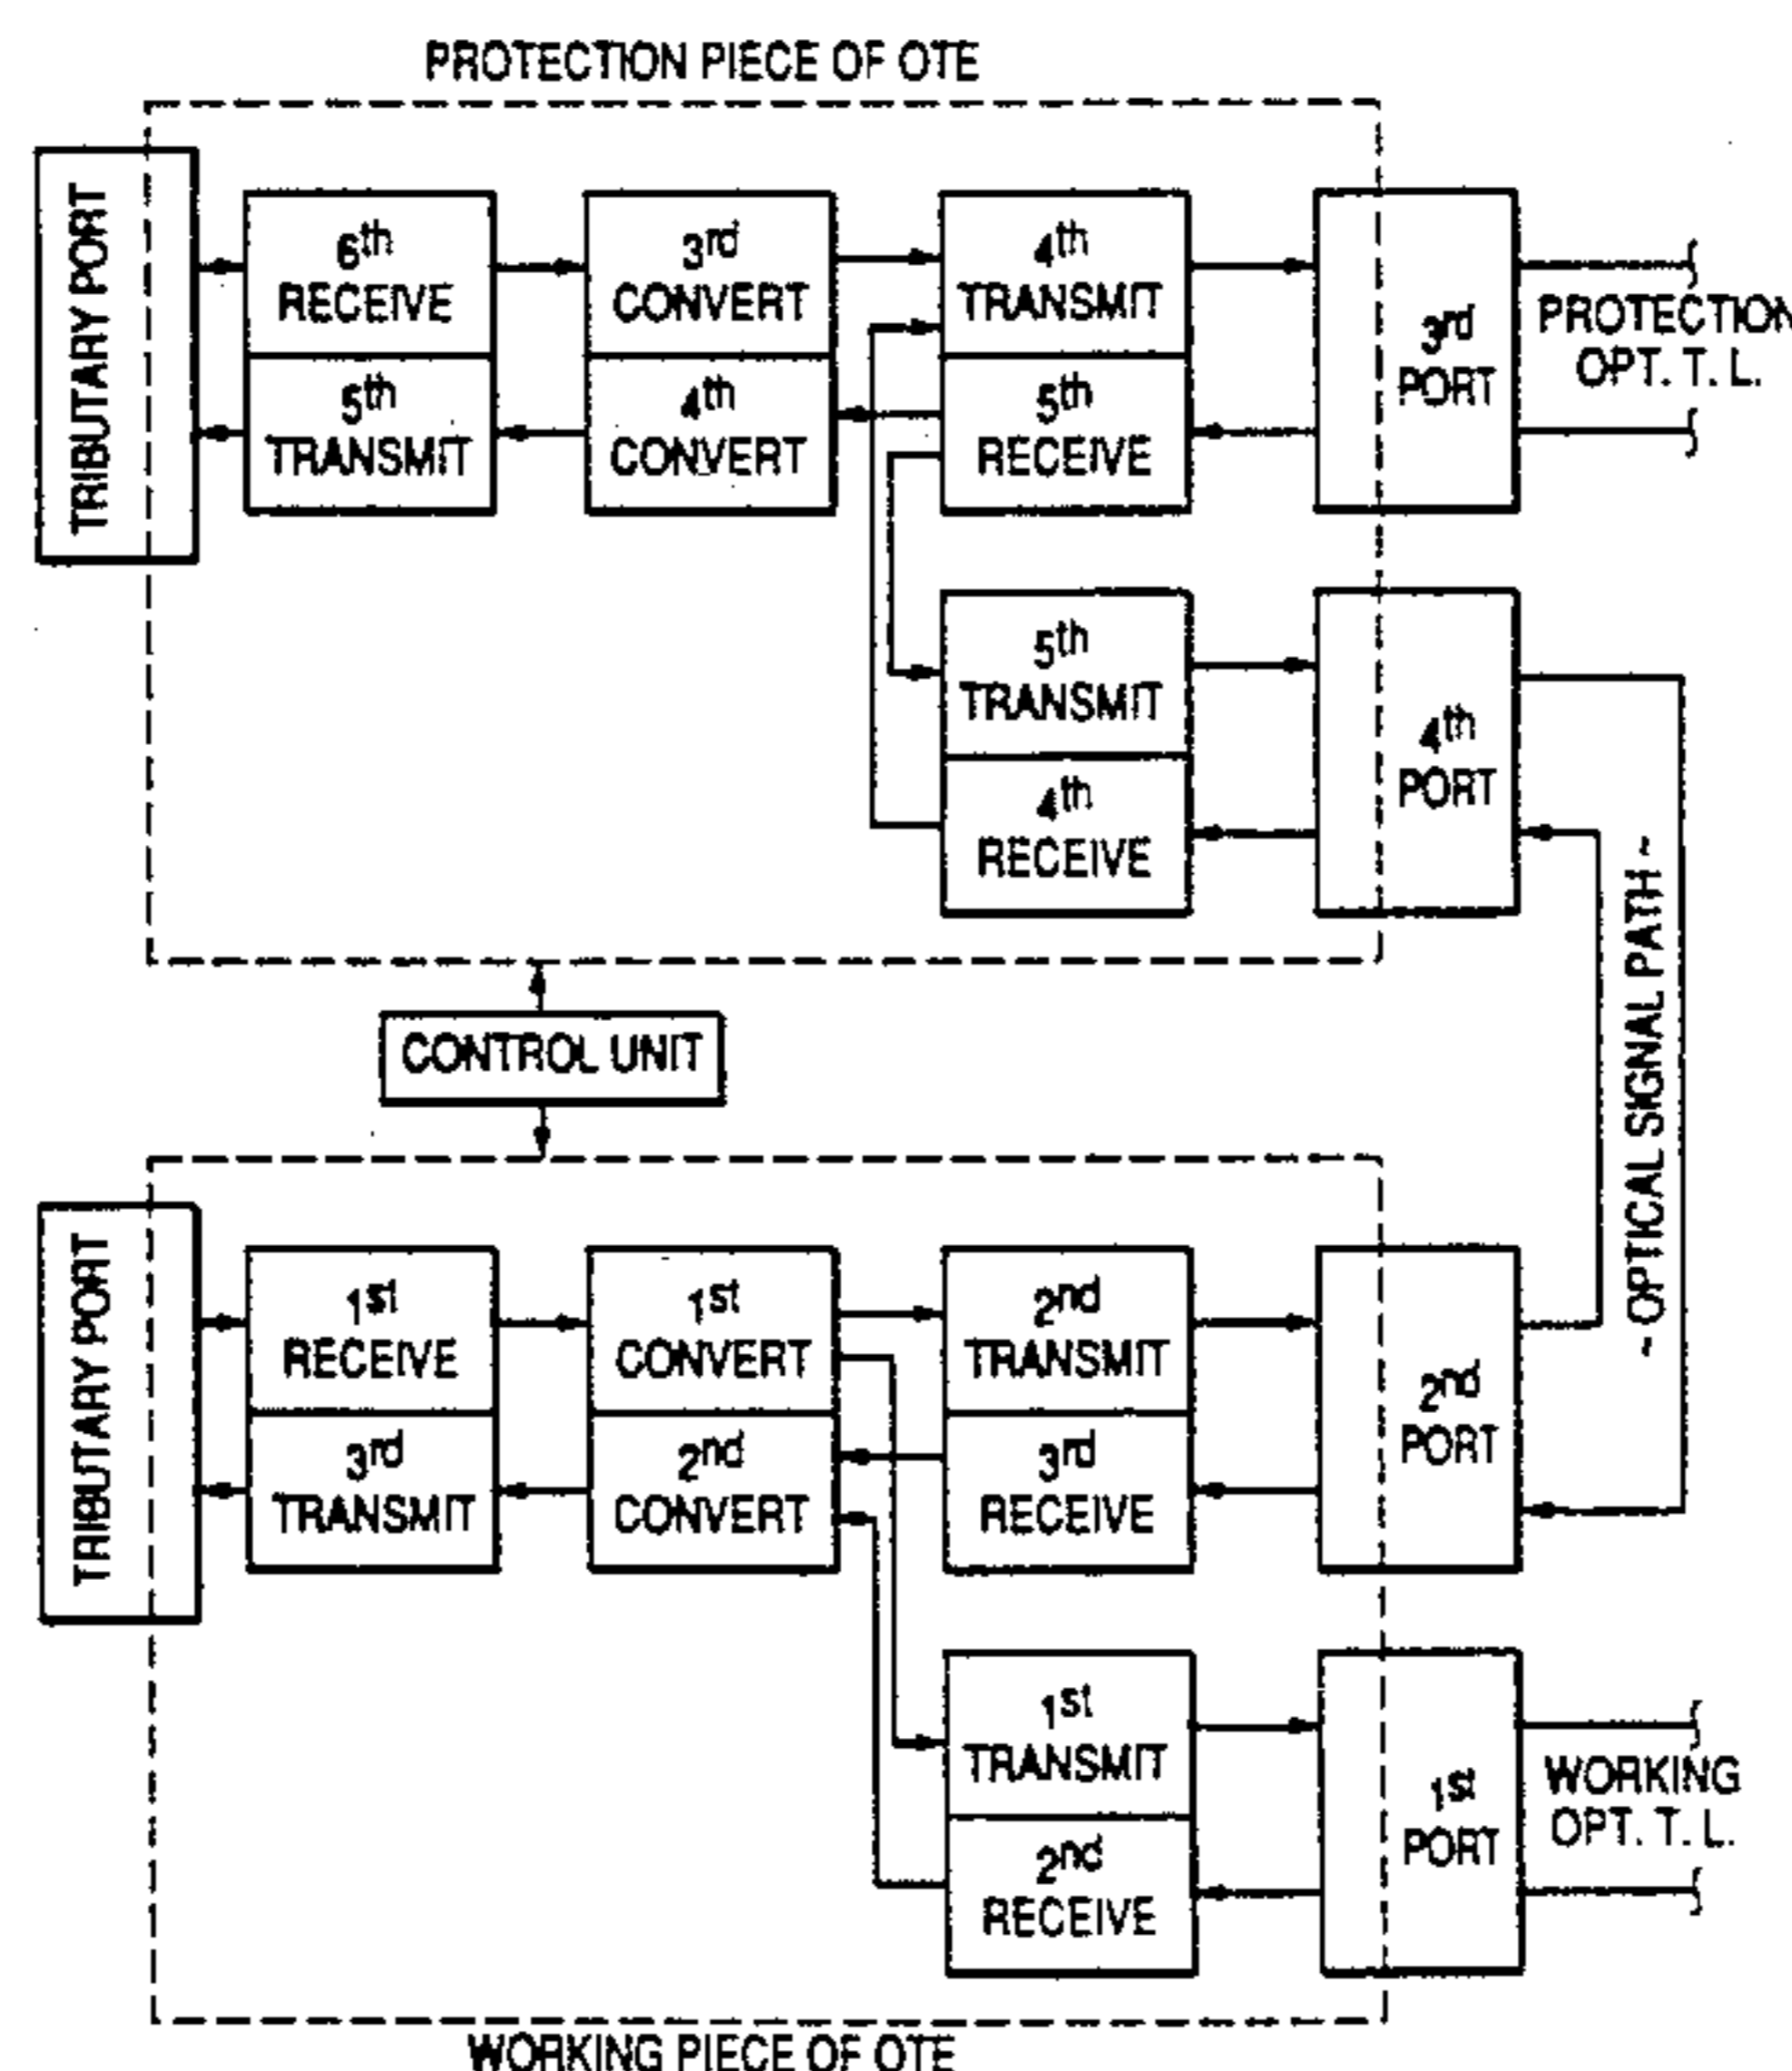 PROTECTION PIECE OF OTE
TRIBUTARY PORT
6th
RECEIVE
5th
TRANSMIT
3rd
CONVERT
4th
CONVERT
4th
TRANSMIT
5th
RECEIVE
3rd
PORT
PROTECTION
OPT. T. L.
5th
TRANSMIT
4th
RECEIVE
4th
PORT
~ OPTICAL SIGNAL PATH ~
CONTROL UNIT
TRIBUTARY PORT
1st
RECEIVE
3rd
TRANSMIT
1st
CONVERT
2nd
CONVERT
2nd
TRANSMIT
3rd
RECEIVE
2nd
PORT
1st
TRANSMIT
2nd
RECEIVE
1st
PORT
WORKING
OPT. T. L.
WORKING PIECE OF OTE